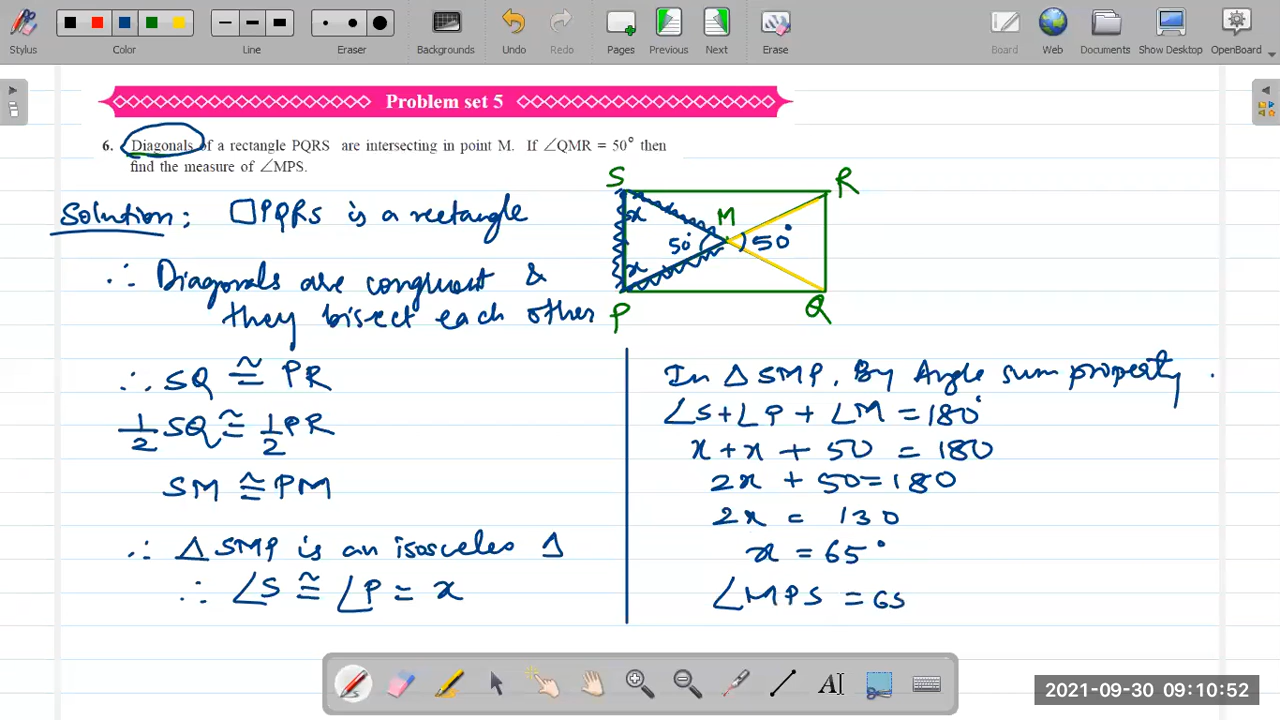 Stylus
Color
Line
Eraser
Backgrounds
Undo
Redo
Pages
Previous
Next
Erase
Board
Web
Documents
Show Desktop
OpenBoard
Problem set 5
6. Diagonals of a rectangle PQRS are intersecting in point M. If ∠QMR = 50° then
find the measure of ∠MPS.
Solution; □PQRS is a rectangle
∴ Diagonals are congruent &
they bisect each other
∴ SQ ≅ PR
1/2 SQ ≅ 1/2 PR
SM ≅ PM
∴ △SMP is an isosceles △
∴ ∠S ≅ ∠P = x
S
R
x
M
50°
50°
x
P
Q
In △SMP, By Angle sum property.
∠S+∠P+∠M = 180°
x + x + 50 = 180
2x + 50 = 180
2x = 130
x = 65°
∠MPS = 65
2021-09-30 09:10:52